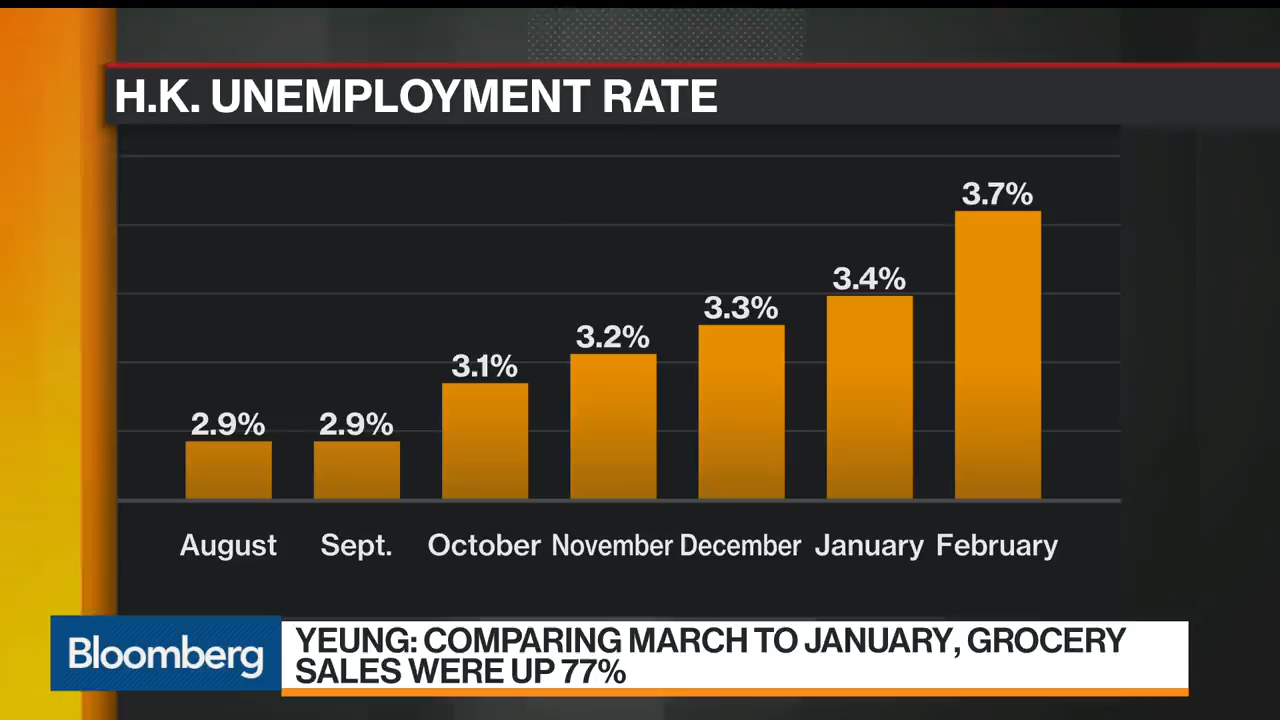 H.K. UNEMPLOYMENT RATE
2.9% 2.9% 3.1% 3.2% 3.3% 3.4% 3.7%
August Sept. October November December January February
Bloomberg
YEUNG: COMPARING MARCH TO JANUARY, GROCERY
SALES WERE UP 77%